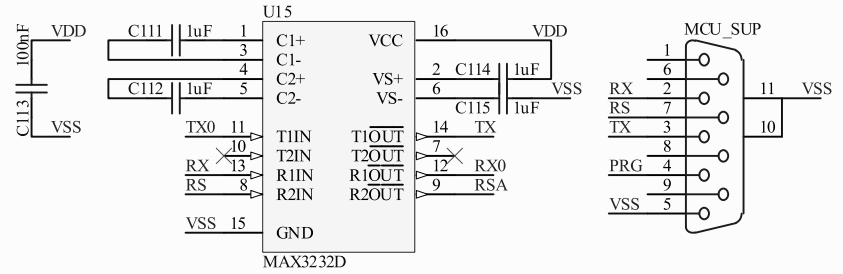 U15
MCU_SUP
100nF
C113
VDD
VSS
C111 1uF
C112 1uF
1 C1+ VCC 16 VDD
3 C1-
4 C2+ VS+ 2 C114 1uF
5 C2- VS- 6 C115 1uF VSS
TX0 11 T1IN T1OUT 14 TX
10 T2IN T2OUT 7
RX 13 R1IN R1OUT 12 RX0
RS 8 R2IN R2OUT 9 RSA
VSS 15 GND
MAX3232D
1
6
RX 2
RS 7
TX 3
8
PRG 4
9
VSS 5
11 VSS
10